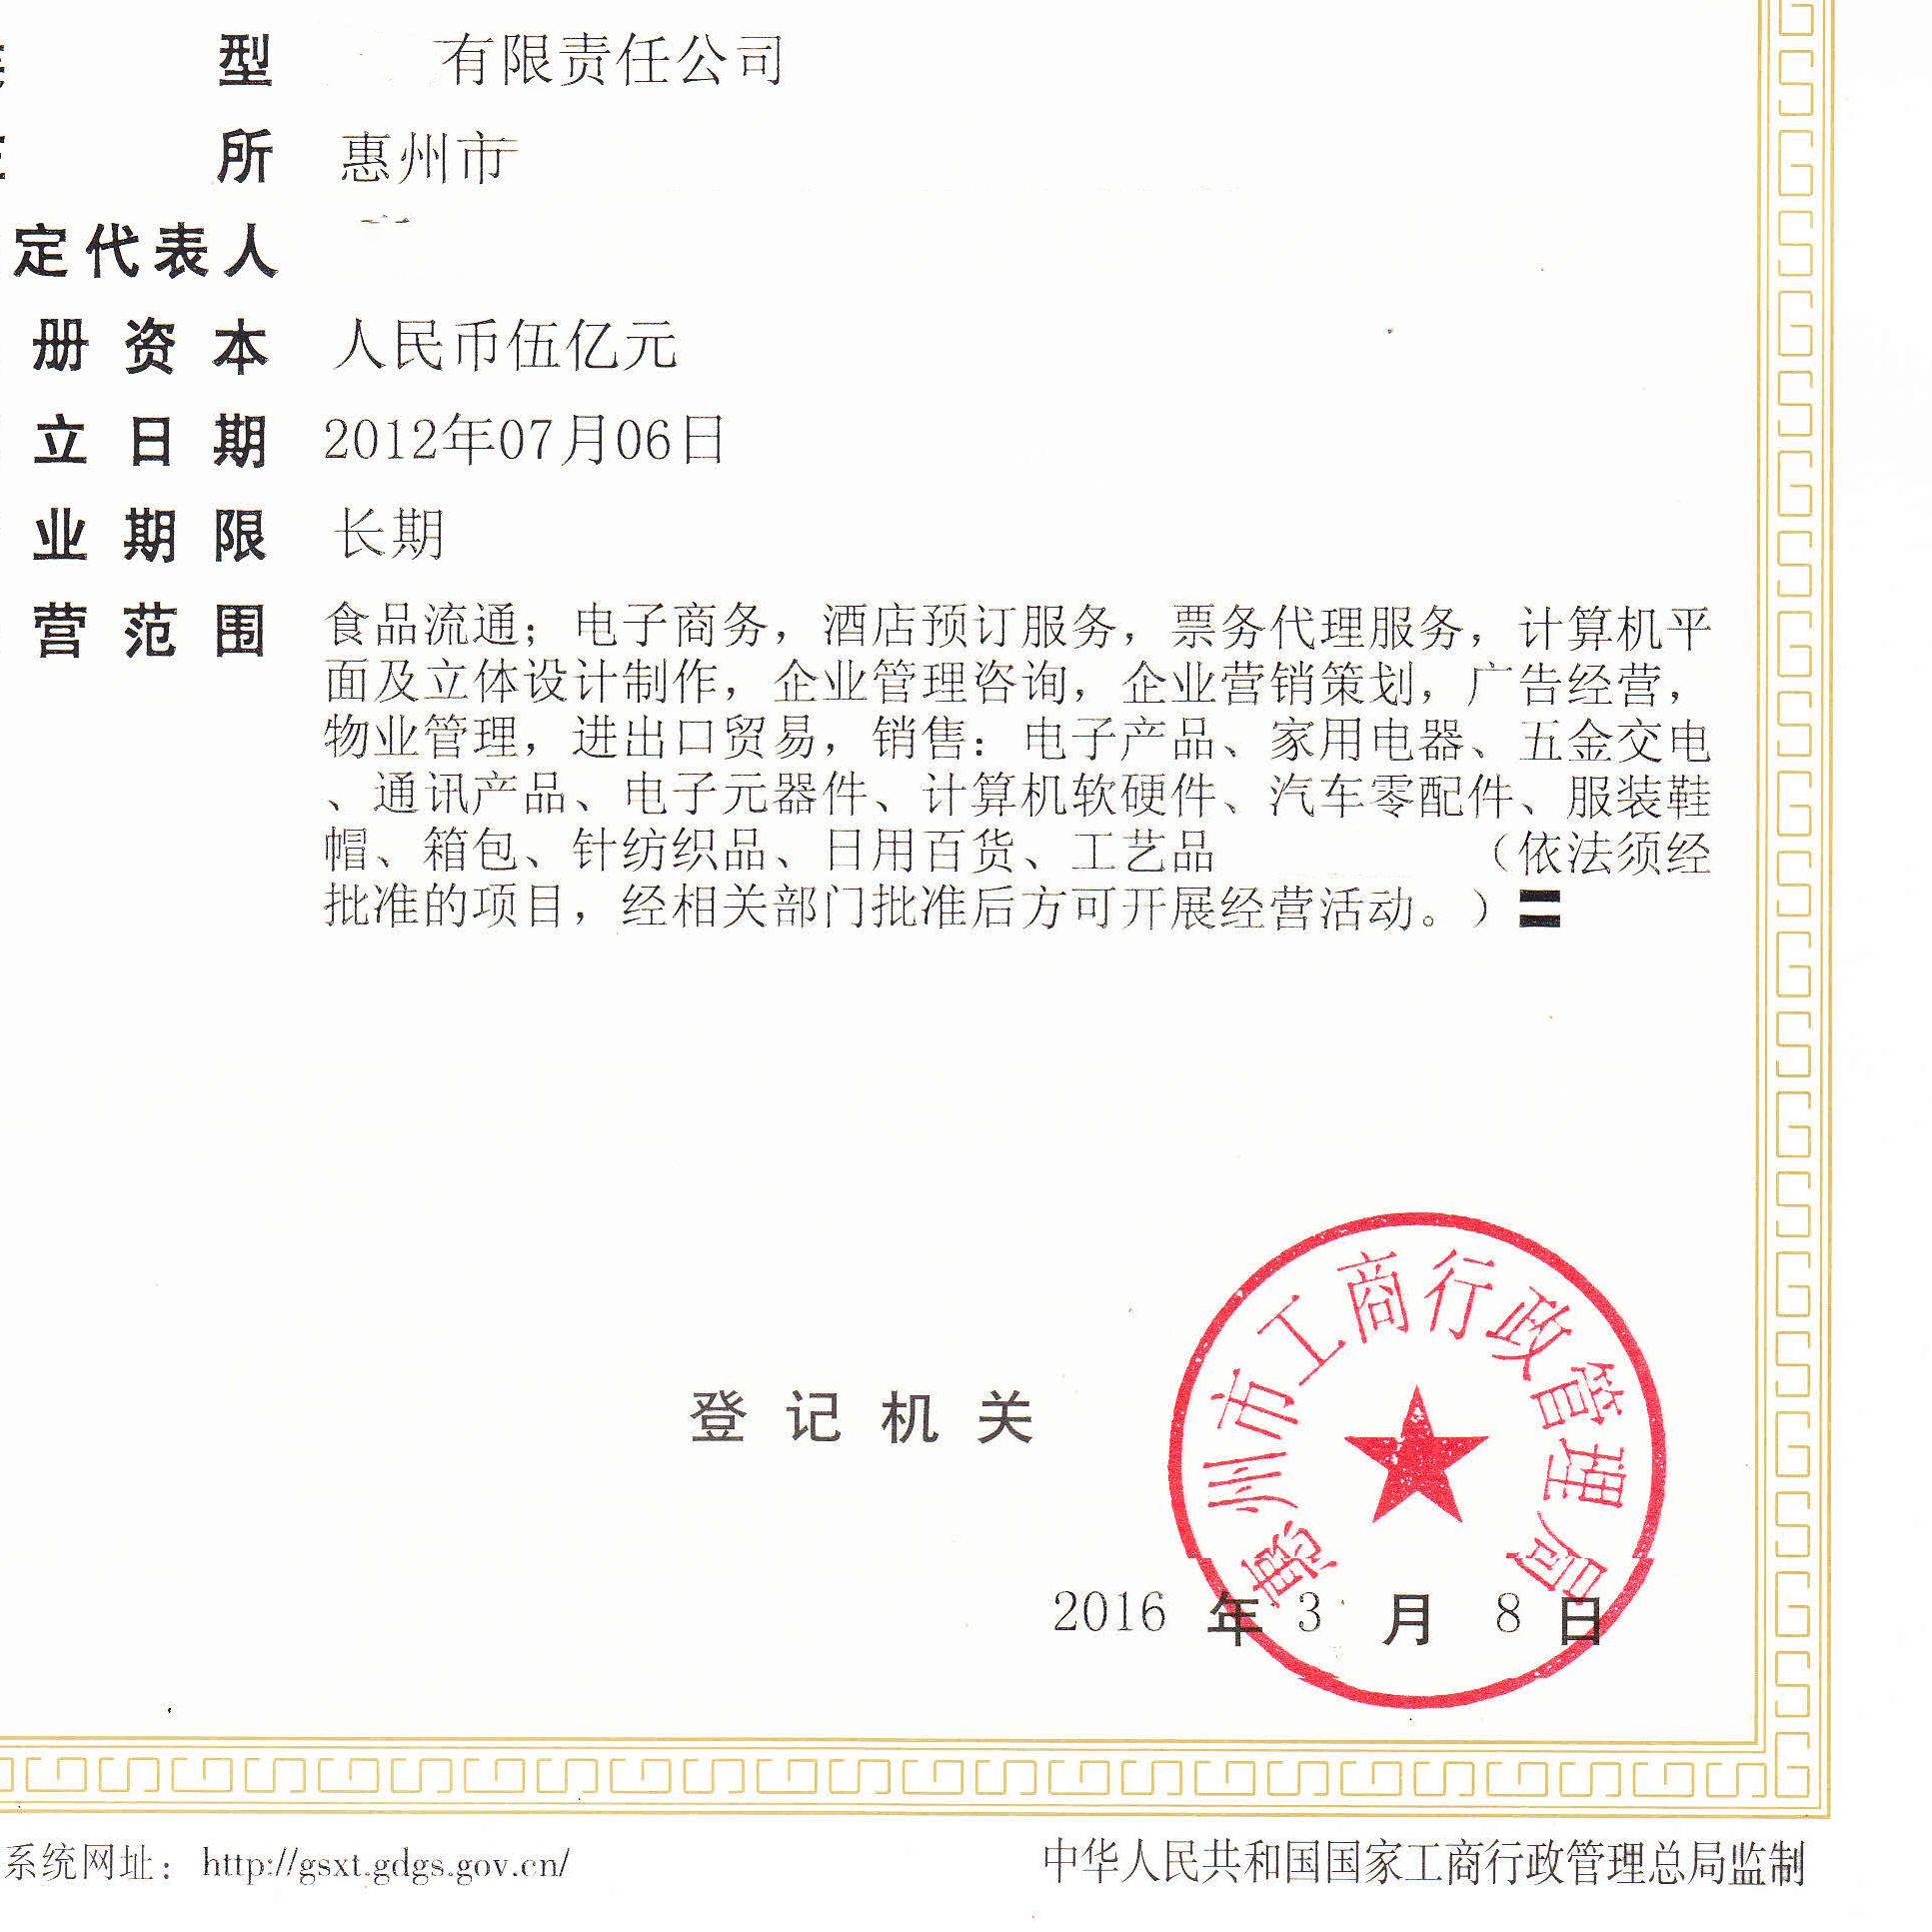 型 有限责任公司
所 惠州市
定代表人
册资本 人民币伍亿元
立日期 2012年07月06日
业期限 长期
营范围 食品流通；电子商务，酒店预订服务，票务代理服务，计算机平
面及立体设计制作，企业管理咨询，企业营销策划，广告经营，
物业管理，进出口贸易，销售：电子产品、家用电器、五金交电
、通讯产品、电子元器件、计算机软硬件、汽车零配件、服装鞋
帽、箱包、针纺织品、日用百货、工艺品 （依法须经
批准的项目，经相关部门批准后方可开展经营活动。）〓
惠州市工商行政管理局
登记机关
2016 年 3 月 8 日
系统网址：http://gsxt.gdgs.gov.cn/
中华人民共和国国家工商行政管理总局监制